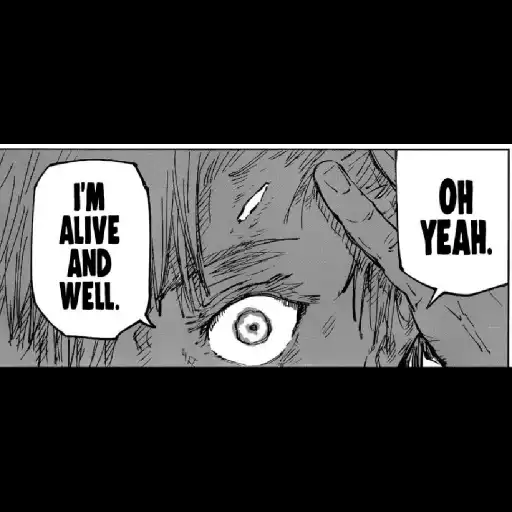 OH
YEAH.
I'M
ALIVE
AND
WELL.